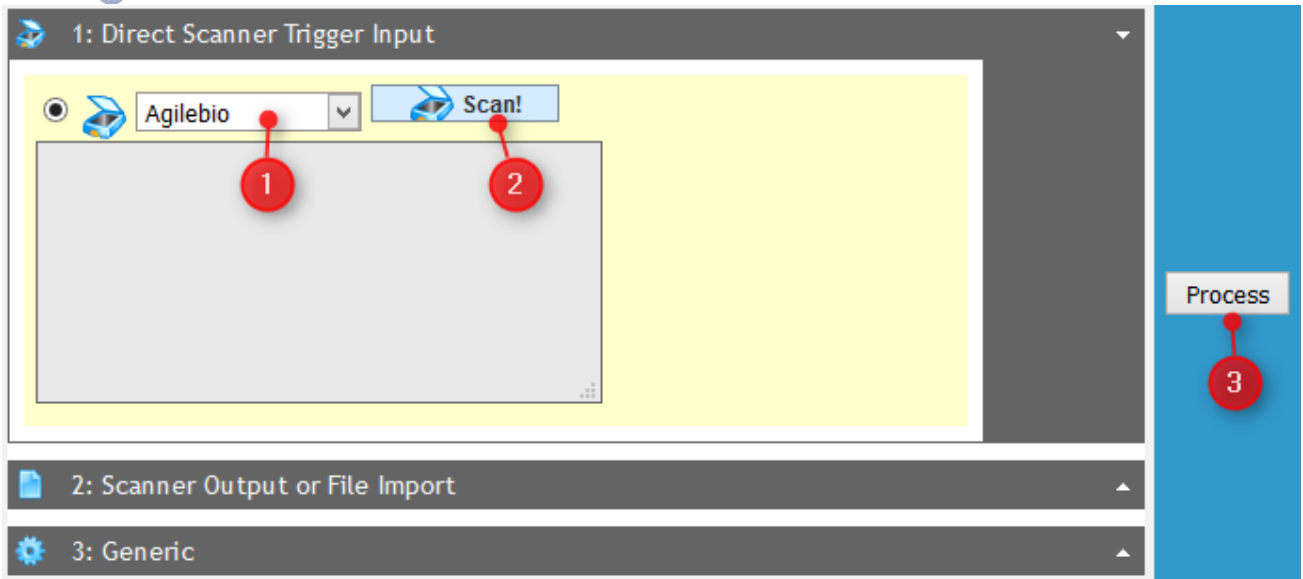 1: Direct Scanner Trigger Input
Agilebio
Scan!
1
2
Process
3
2: Scanner Output or File Import
3: Generic